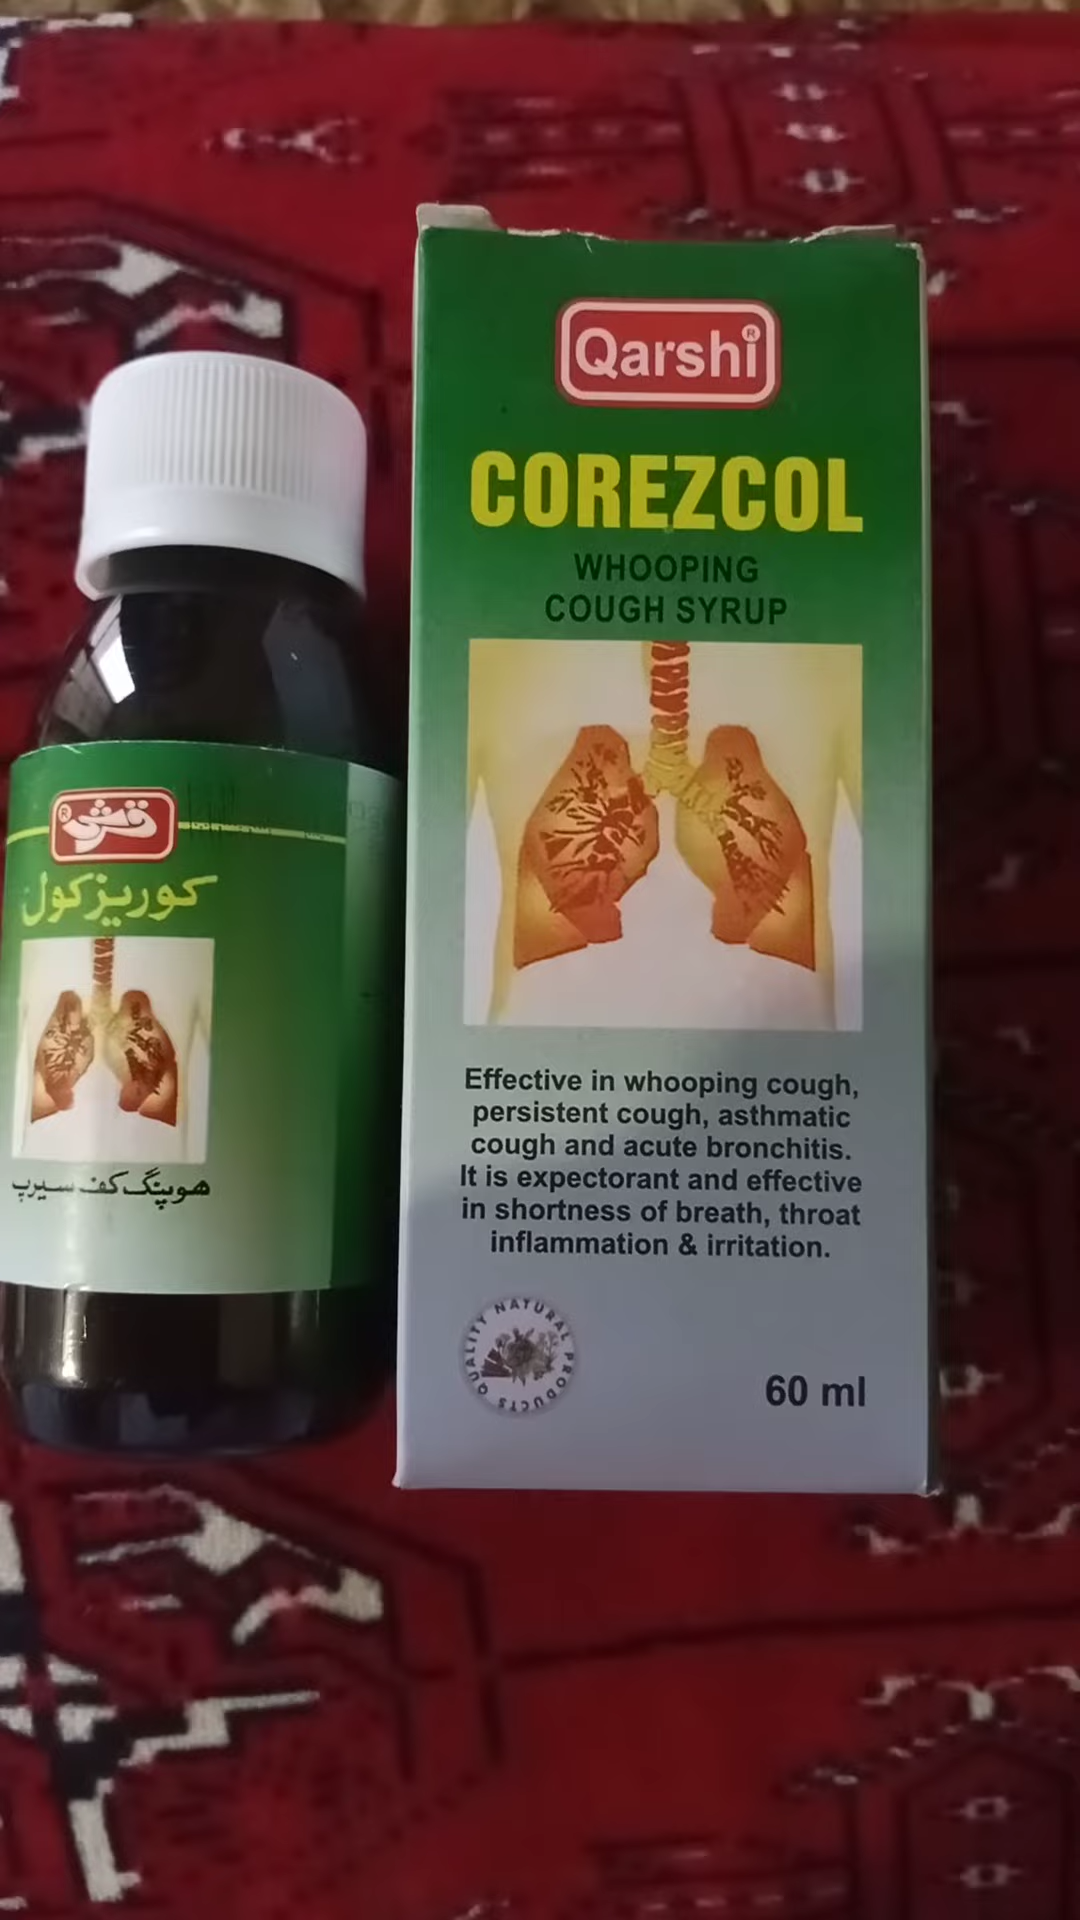 Qarshi®
COREZCOL
WHOOPING
COUGH SYRUP
Effective in whooping cough,
persistent cough, asthmatic
cough and acute bronchitis.
It is expectorant and effective
in shortness of breath, throat
inflammation & irritation.
QUALITY NATURAL PRODUCTS
60 ml
قرشی®
کوریزکول
ھوپنگ کف سیرپ